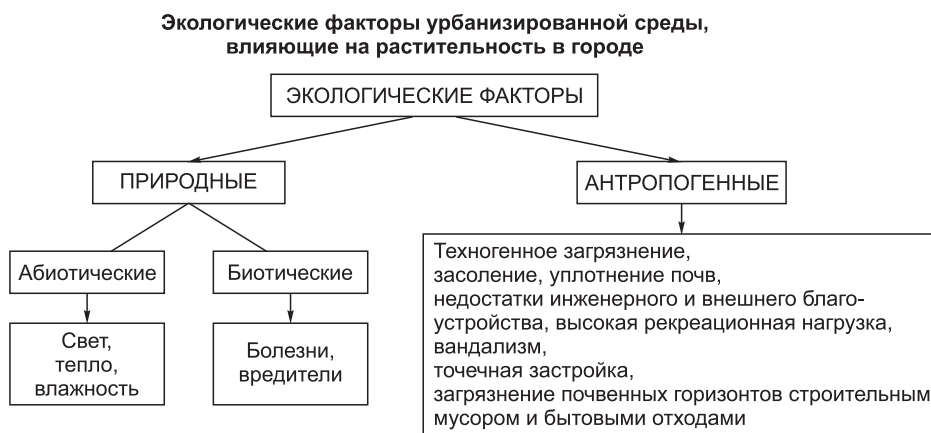 Экологические факторы урбанизированной среды,
влияющие на растительность в городе
ЭКОЛОГИЧЕСКИЕ ФАКТОРЫ
ПРИРОДНЫЕ
АНТРОПОГЕННЫЕ
Абиотические
Биотические
Свет,
тепло,
влажность
Болезни,
вредители
Техногенное загрязнение,
засоление, уплотнение почв,
недостатки инженерного и внешнего благо-
устройства, высокая рекреационная нагрузка,
вандализм,
точечная застройка,
загрязнение почвенных горизонтов строительным
мусором и бытовыми отходами